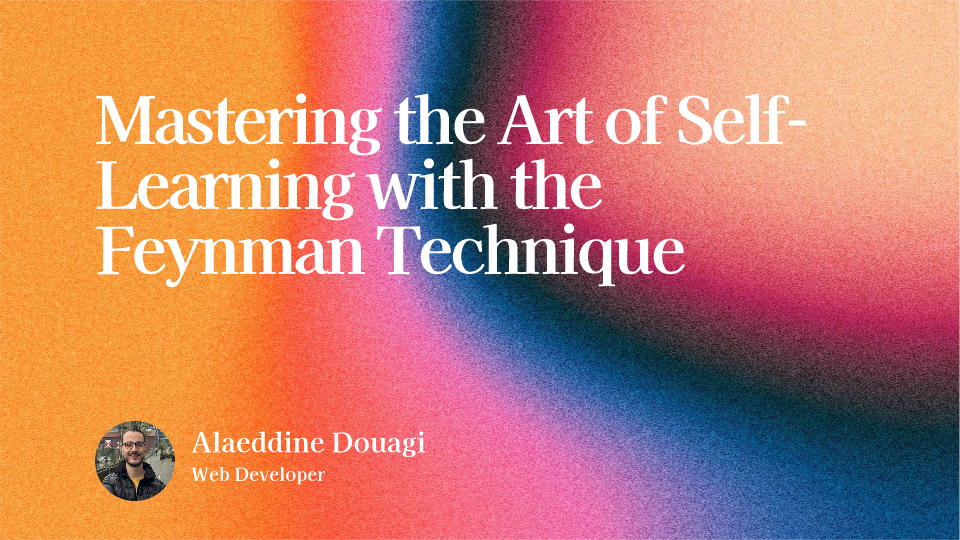 Mastering the Art of Self-
Learning with the
Feynman Technique
Alaeddine Douagi
Web Developer